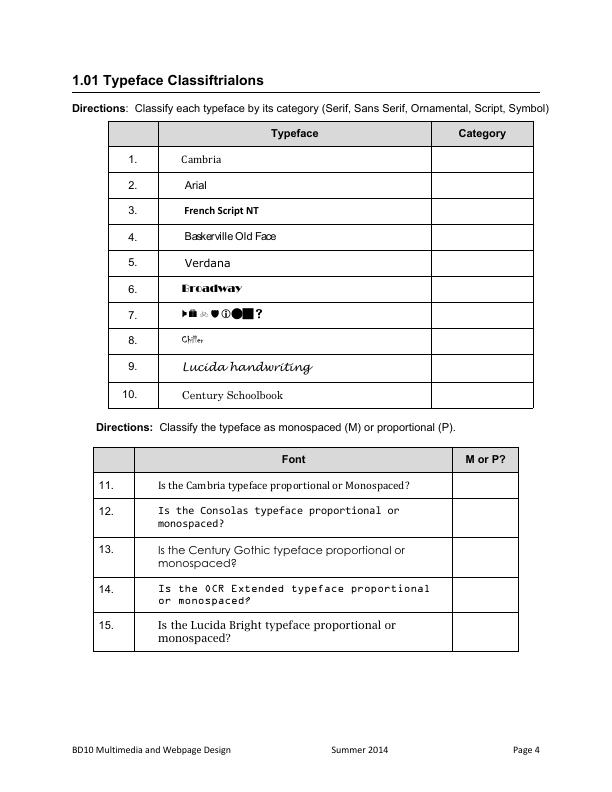 1.01 Typeface Classiftrialons
Directions: Classify each typeface by its category (Serif, Sans Serif, Ornamental, Script, Symbol)
Typeface Category
1. Cambria
2. Arial
3. French Script NT
4. Baskerville Old Face
5. Verdana
6. Broadway
7. ?
8. Chiller
9. Lucida handwriting
10. Century Schoolbook
Directions: Classify the typeface as monospaced (M) or proportional (P).
Font M or P?
11. Is the Cambria typeface proportional or Monospaced?
12. Is the Consolas typeface proportional or
monospaced?
13. Is the Century Gothic typeface proportional or
monospaced?
14. Is the OCR Extended typeface proportional
or monospaced?
15. Is the Lucida Bright typeface proportional or
monospaced?
BD10 Multimedia and Webpage Design Summer 2014 Page 4